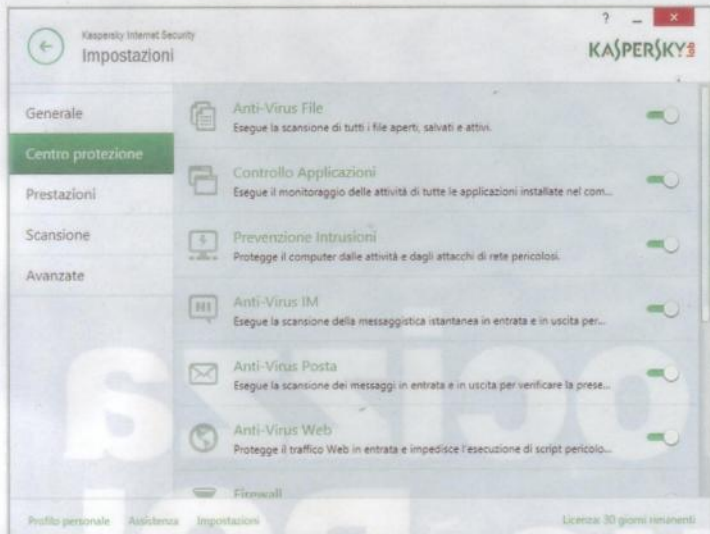 Kaspersky Internet Security
Impostazioni
? _ x
KASPERSKY lab
Generale
Centro protezione
Prestazioni
Scansione
Avanzate
Anti-Virus File
Esegue la scansione di tutti i file aperti, salvati e attivi.
Controllo Applicazioni
Esegue il monitoraggio delle attività di tutte le applicazioni installate nel com...
Prevenzione Intrusioni
Protegge il computer dalle attività e dagli attacchi di rete pericolosi.
HI
Anti-Virus IM
Esegue la scansione della messaggistica istantanea in entrata e in uscita per...
Anti-Virus Posta
Esegue la scansione dei messaggi in entrata e in uscita per verificare la prese...
Anti-Virus Web
Protegge il traffico Web in entrata e impedisce l'esecuzione di script pericolo...
Firewall
Profilo personale Assistenza Impostazioni
Licenza: 30 giorni rimanenti